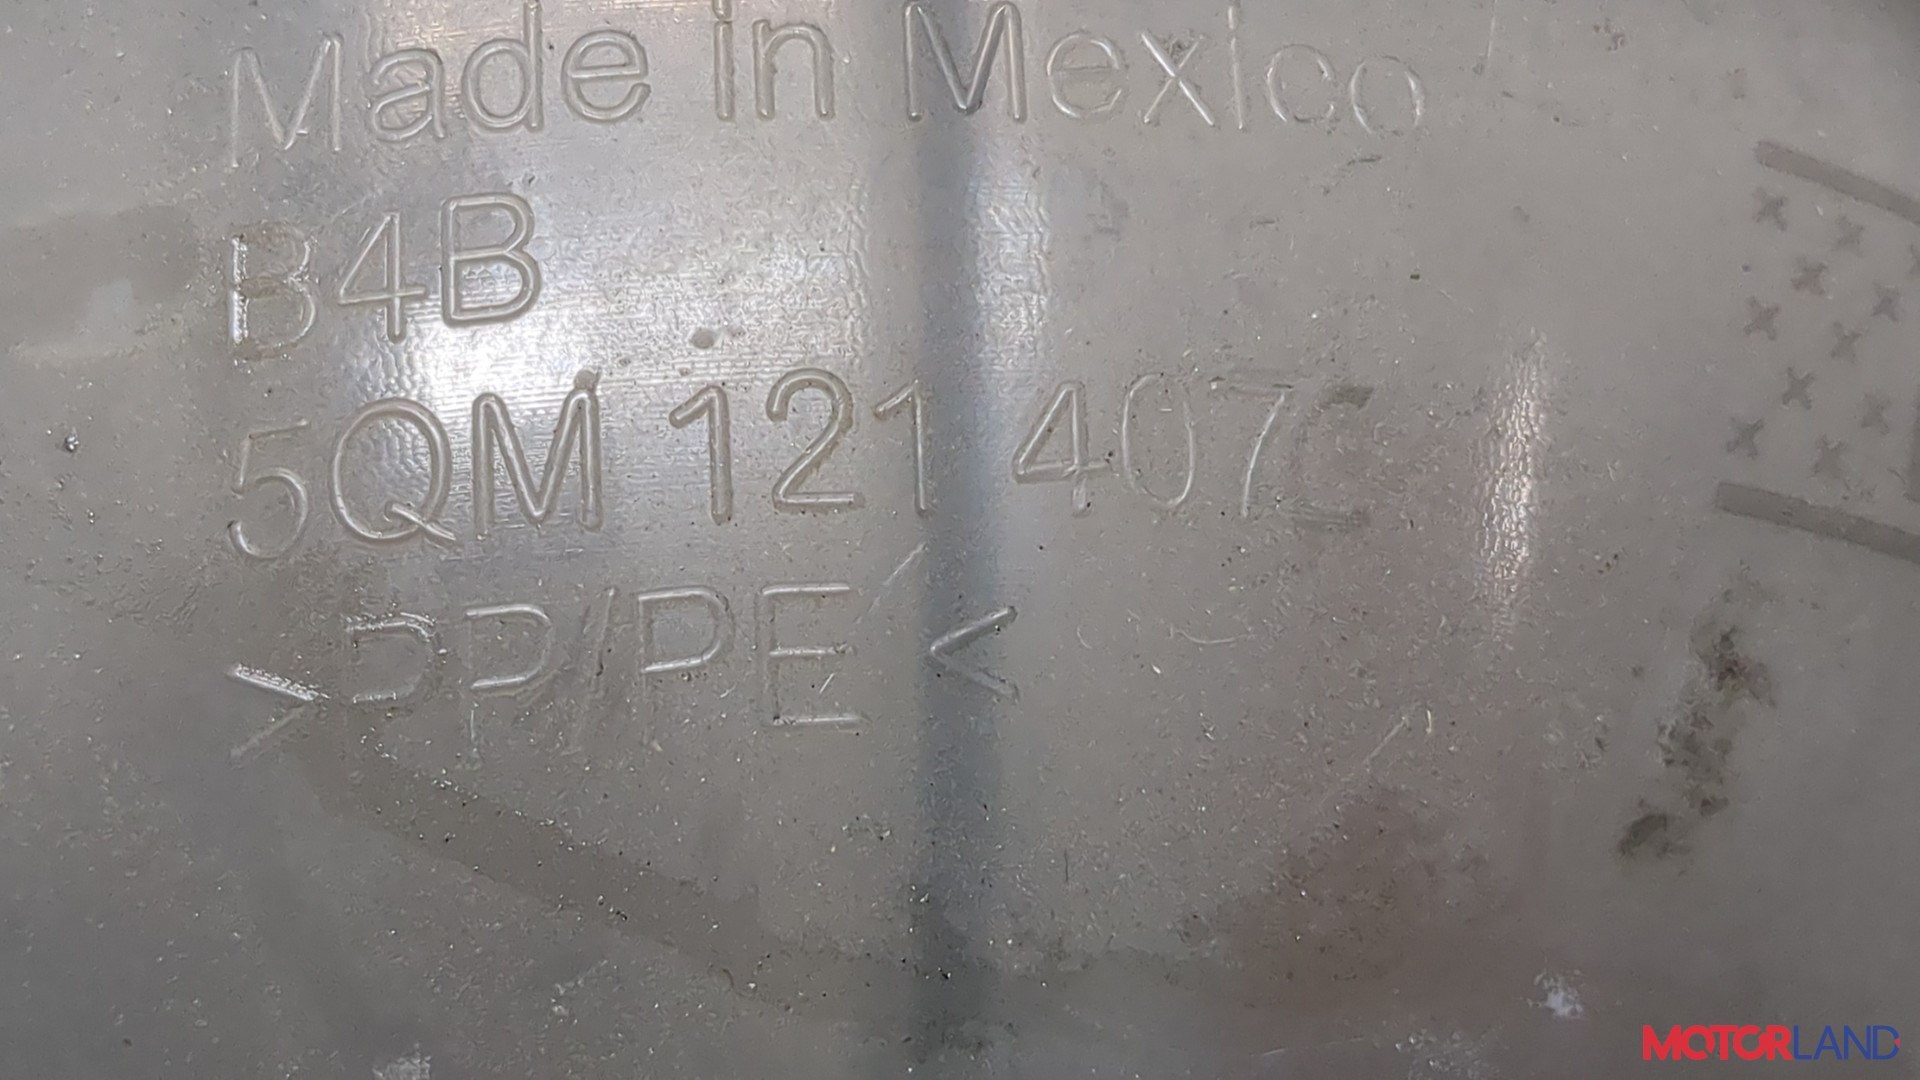 Made in Mexico
B4B
5QM 121 407C
>PP/PE<
MOTORLAND